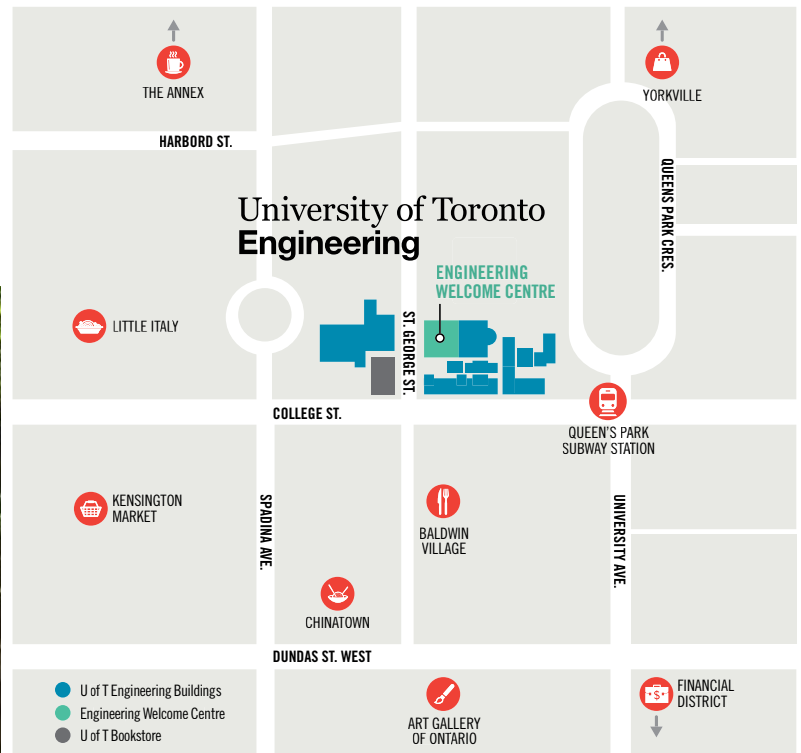 THE ANNEX
YORKVILLE
HARBORD ST.
QUEENS PARK CRES.
University of Toronto
Engineering
ENGINEERING
WELCOME CENTRE
LITTLE ITALY
ST. GEORGE ST.
COLLEGE ST.
QUEEN'S PARK
SUBWAY STATION
KENSINGTON
MARKET
SPADINA AVE.
BALDWIN
VILLAGE
UNIVERSITY AVE.
CHINATOWN
DUNDAS ST. WEST
U of T Engineering Buildings
Engineering Welcome Centre
U of T Bookstore
ART GALLERY
OF ONTARIO
$
FINANCIAL
DISTRICT